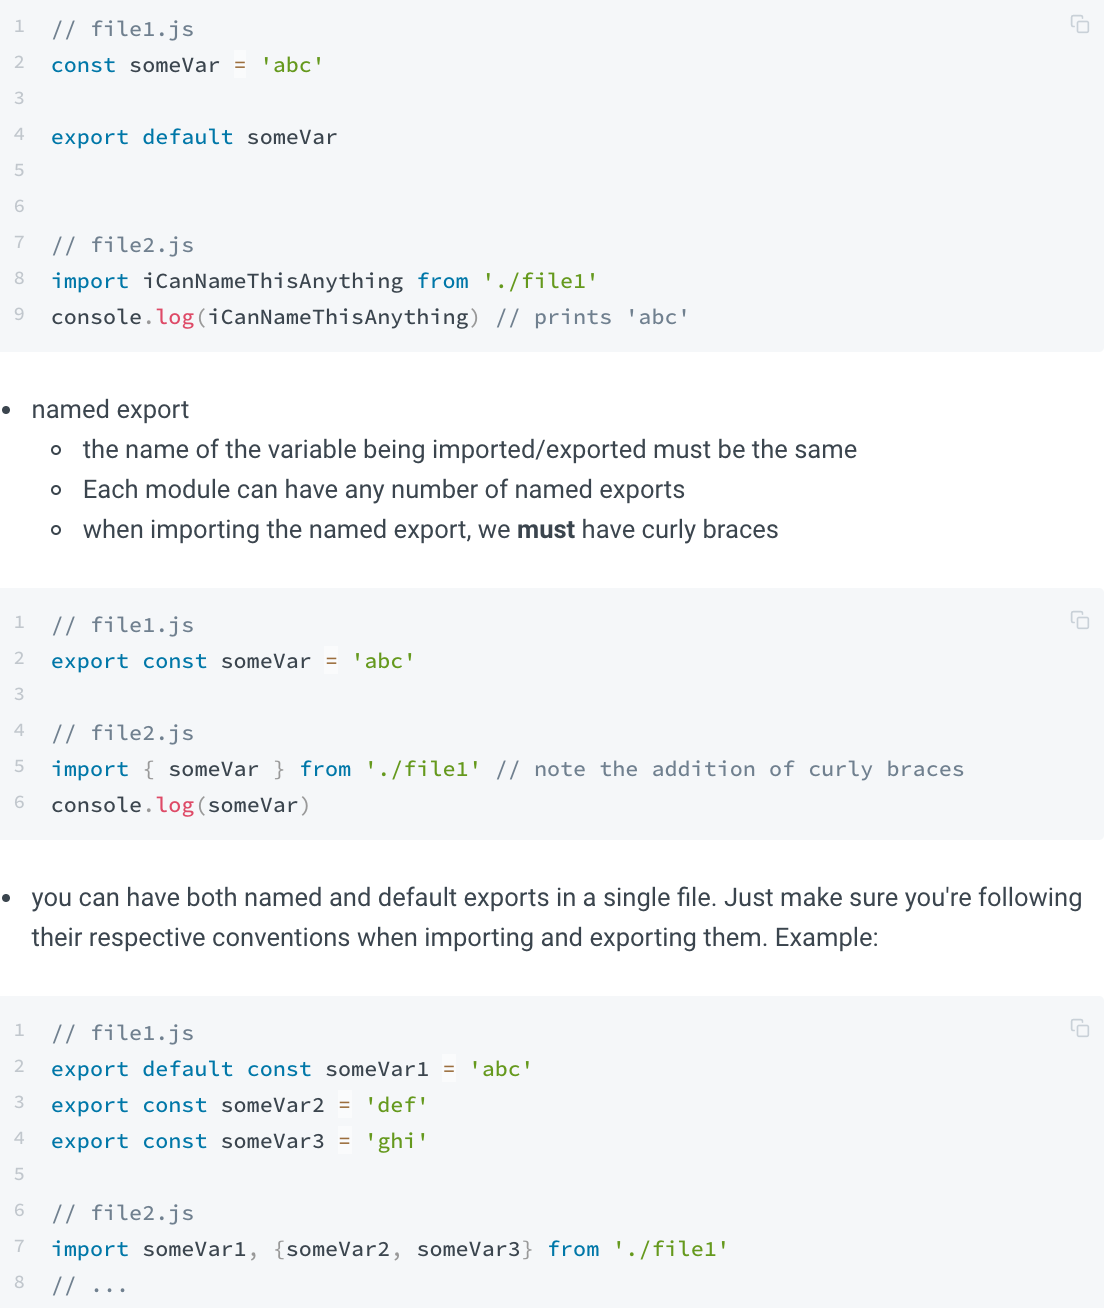 1 // file1.js
2 const someVar = 'abc'
3
4 export default someVar
5
6
7 // file2.js
8 import iCanNameThisAnything from './file1'
9 console.log(iCanNameThisAnything) // prints 'abc'
• named export
◦ the name of the variable being imported/exported must be the same
◦ Each module can have any number of named exports
◦ when importing the named export, we must have curly braces
1 // file1.js
2 export const someVar = 'abc'
3
4 // file2.js
5 import { someVar } from './file1' // note the addition of curly braces
6 console.log(someVar)
• you can have both named and default exports in a single file. Just make sure you're following
their respective conventions when importing and exporting them. Example:
1 // file1.js
2 export default const someVar1 = 'abc'
3 export const someVar2 = 'def'
4 export const someVar3 = 'ghi'
5
6 // file2.js
7 import someVar1, {someVar2, someVar3} from './file1'
8 // ...